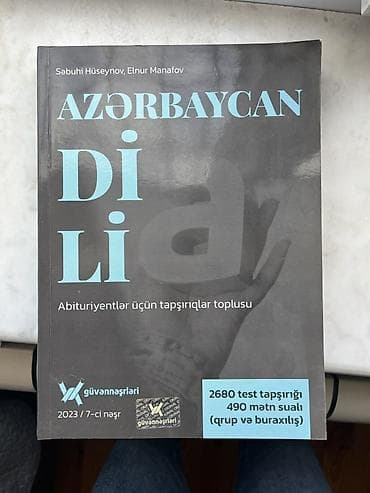 Səbuhi Hüseynov, Elnur Manafov
AZƏRBAYCAN
Dİ
Lİ
a
Abituriyentlər üçün tapşırıqlar toplusu
güvənnəşrləri
2023 / 7-ci nəşr
güvənnəşrləri
2680 test tapşırığı
490 mətn sualı
(qrup və buraxılış)